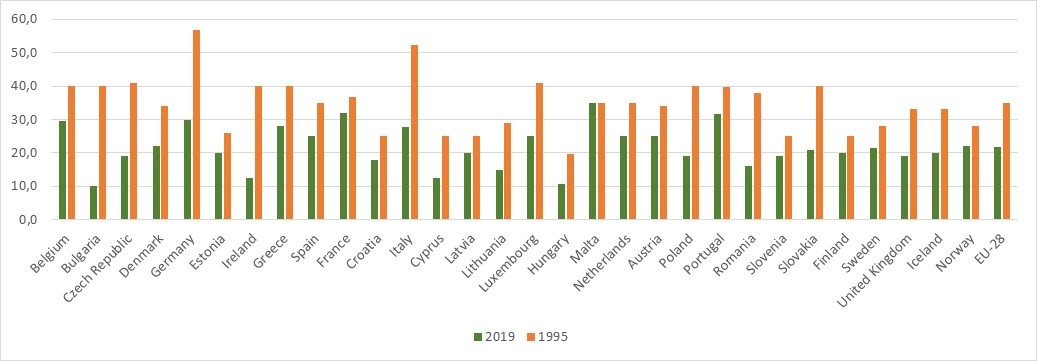 60,0
50,0
40,0
30,0
20,0
10,0
0,0
Belgium
Bulgaria
Czech Republic
Denmark
Germany
Estonia
Ireland
Greece
Spain
France
Croatia
Italy
Cyprus
Latvia
Lithuania
Luxembourg
Hungary
Malta
Netherlands
Austria
Poland
Portugal
Romania
Slovenia
Slovakia
Finland
Sweden
United Kingdom
Iceland
Norway
EU-28
2019 1995